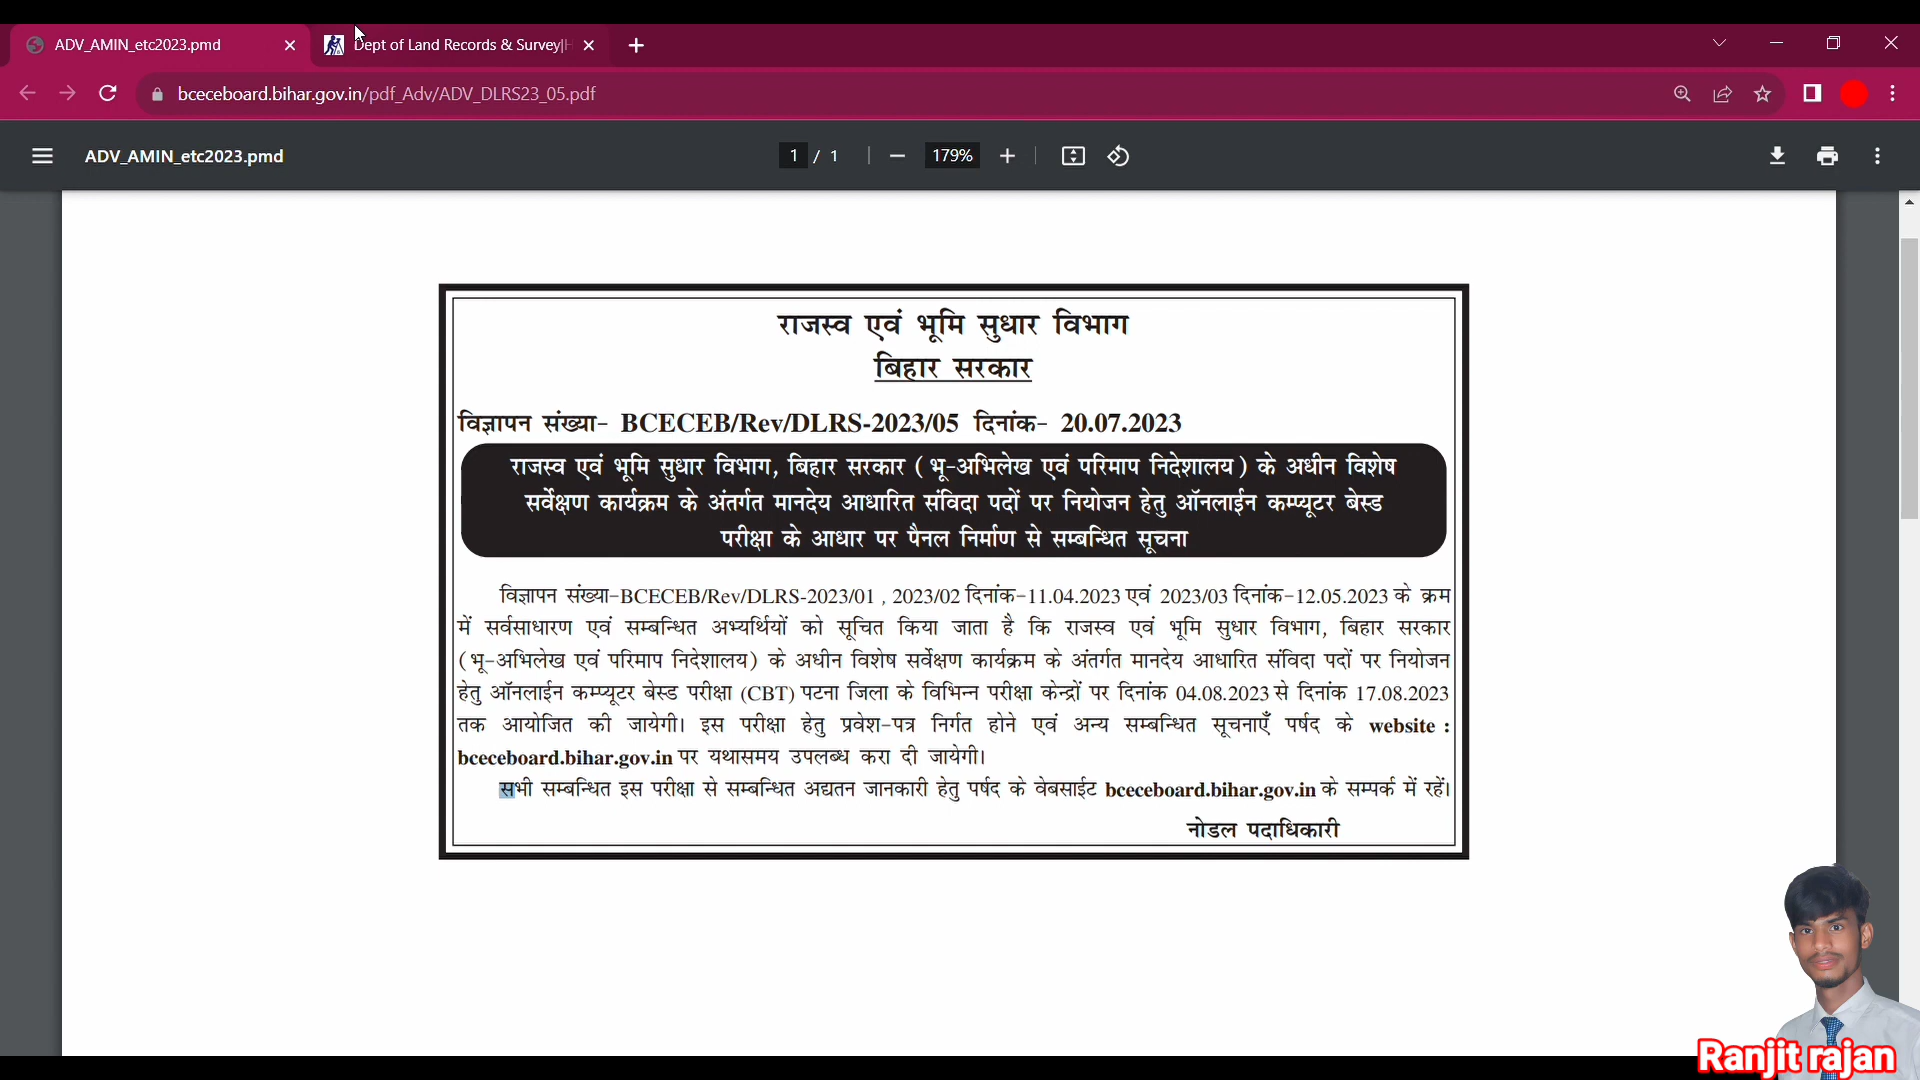 ADV_AMIN_etc2023.pmd
Dept of Land Records & Survey|
bceceboard.bihar.gov.in/pdf_Adv/ADV_DLRS23_05.pdf
ADV_AMIN_etc2023.pmd
1 / 1
179%
राजस्व एवं भूमि सुधार विभाग
बिहार सरकार
विज्ञापन संख्या- BCECEB/Rev/DLRS-2023/05 दिनांक- 20.07.2023
राजस्व एवं भूमि सुधार विभाग, बिहार सरकार ( भू-अभिलेख एवं परिमाप निदेशालय ) के अधीन विशेष
सर्वेक्षण कार्यक्रम के अंतर्गत मानदेय आधारित संविदा पदों पर नियोजन हेतु ऑनलाईन कम्प्यूटर बेस्ड
परीक्षा के आधार पर पैनल निर्माण से सम्बन्धित सूचना
विज्ञापन संख्या-BCECEB/Rev/DLRS-2023/01 , 2023/02 दिनांक-11.04.2023 एवं 2023/03 दिनांक-12.05.2023 के क्रम
में सर्वसाधारण एवं सम्बन्धित अभ्यर्थियों को सूचित किया जाता है कि राजस्व एवं भूमि सुधार विभाग, बिहार सरकार
(भू-अभिलेख एवं परिमाप निदेशालय) के अधीन विशेष सर्वेक्षण कार्यक्रम के अंतर्गत मानदेय आधारित संविदा पदों पर नियोजन
हेतु ऑनलाईन कम्प्यूटर बेस्ड परीक्षा (CBT) पटना जिला के विभिन्न परीक्षा केन्द्रों पर दिनांक 04.08.2023 से दिनांक 17.08.2023
तक आयोजित की जायेगी। इस परीक्षा हेतु प्रवेश-पत्र निर्गत होने एवं अन्य सम्बन्धित सूचनाएँ पर्षद के website :
bceceboard.bihar.gov.in पर यथासमय उपलब्ध करा दी जायेगी।
सभी सम्बन्धित इस परीक्षा से सम्बन्धित अद्यतन जानकारी हेतु पर्षद के वेबसाईट bceceboard.bihar.gov.in के सम्पर्क में रहें।
नोडल पदाधिकारी
Ranjit rajan